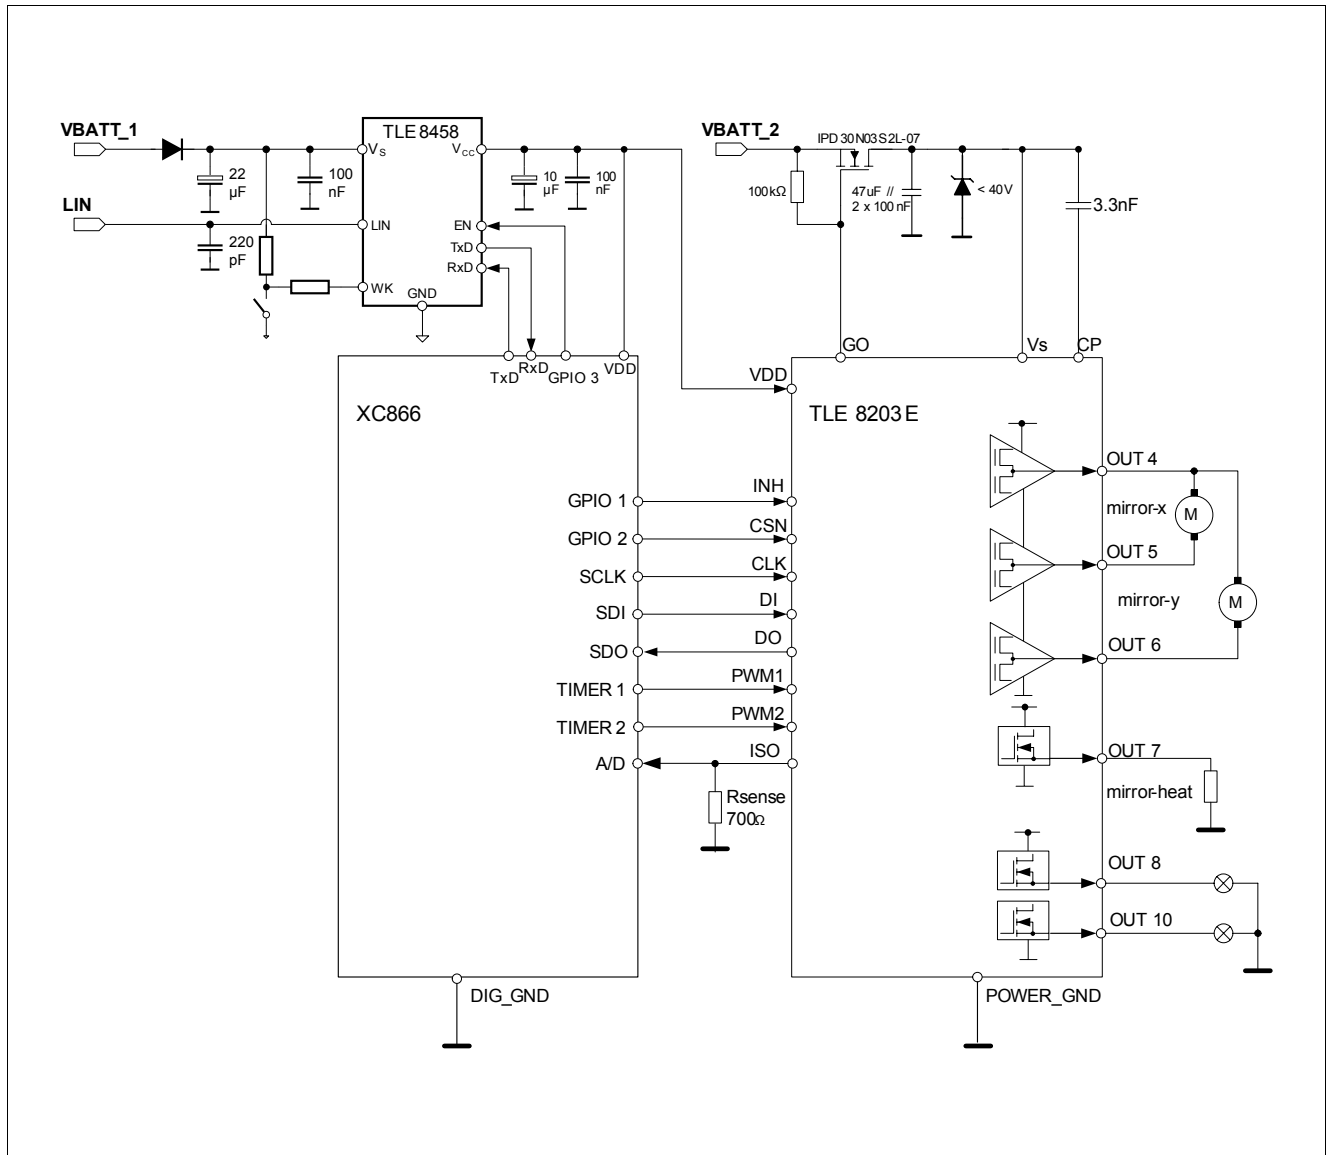 VBATT_1
TLE 8458
VS
VCC
22 µF
100 nF
10 µF
100 nF
LIN
LIN
220 pF
EN
TxD
RxD
WK
GND
VBATT_2
IPD 30N03S2L-07
100kΩ
47uF // 2 x 100 nF
< 40V
3.3nF
GO
Vs
CP
TxD
RxD
GPIO 3
VDD
VDD
XC866
TLE 8203 E
GPIO 1
INH
GPIO 2
CSN
SCLK
CLK
SDI
DI
SDO
DO
TIMER 1
PWM1
TIMER 2
PWM2
A/D
ISO
Rsense 700Ω
OUT 4
mirror-x
M
OUT 5
mirror-y
M
OUT 6
OUT 7
mirror-heat
OUT 8
OUT 10
DIG_GND
POWER_GND